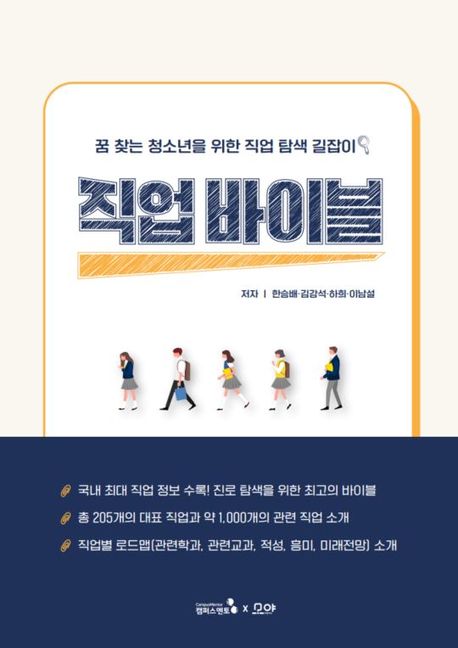 꿈 찾는 청소년을 위한 직업 탐색 길잡이
직업 바이블
저자 | 한승배·김강석·하희·이남설
국내 최대 직업 정보 수록! 진로 탐색을 위한 최고의 바이블
총 205개의 대표 직업과 약 1,000개의 관련 직업 소개
직업별 로드맵(관련학과, 관련교과, 적성, 흥미, 미래전망) 소개
CampusMentor
캠퍼스멘토 X 모야